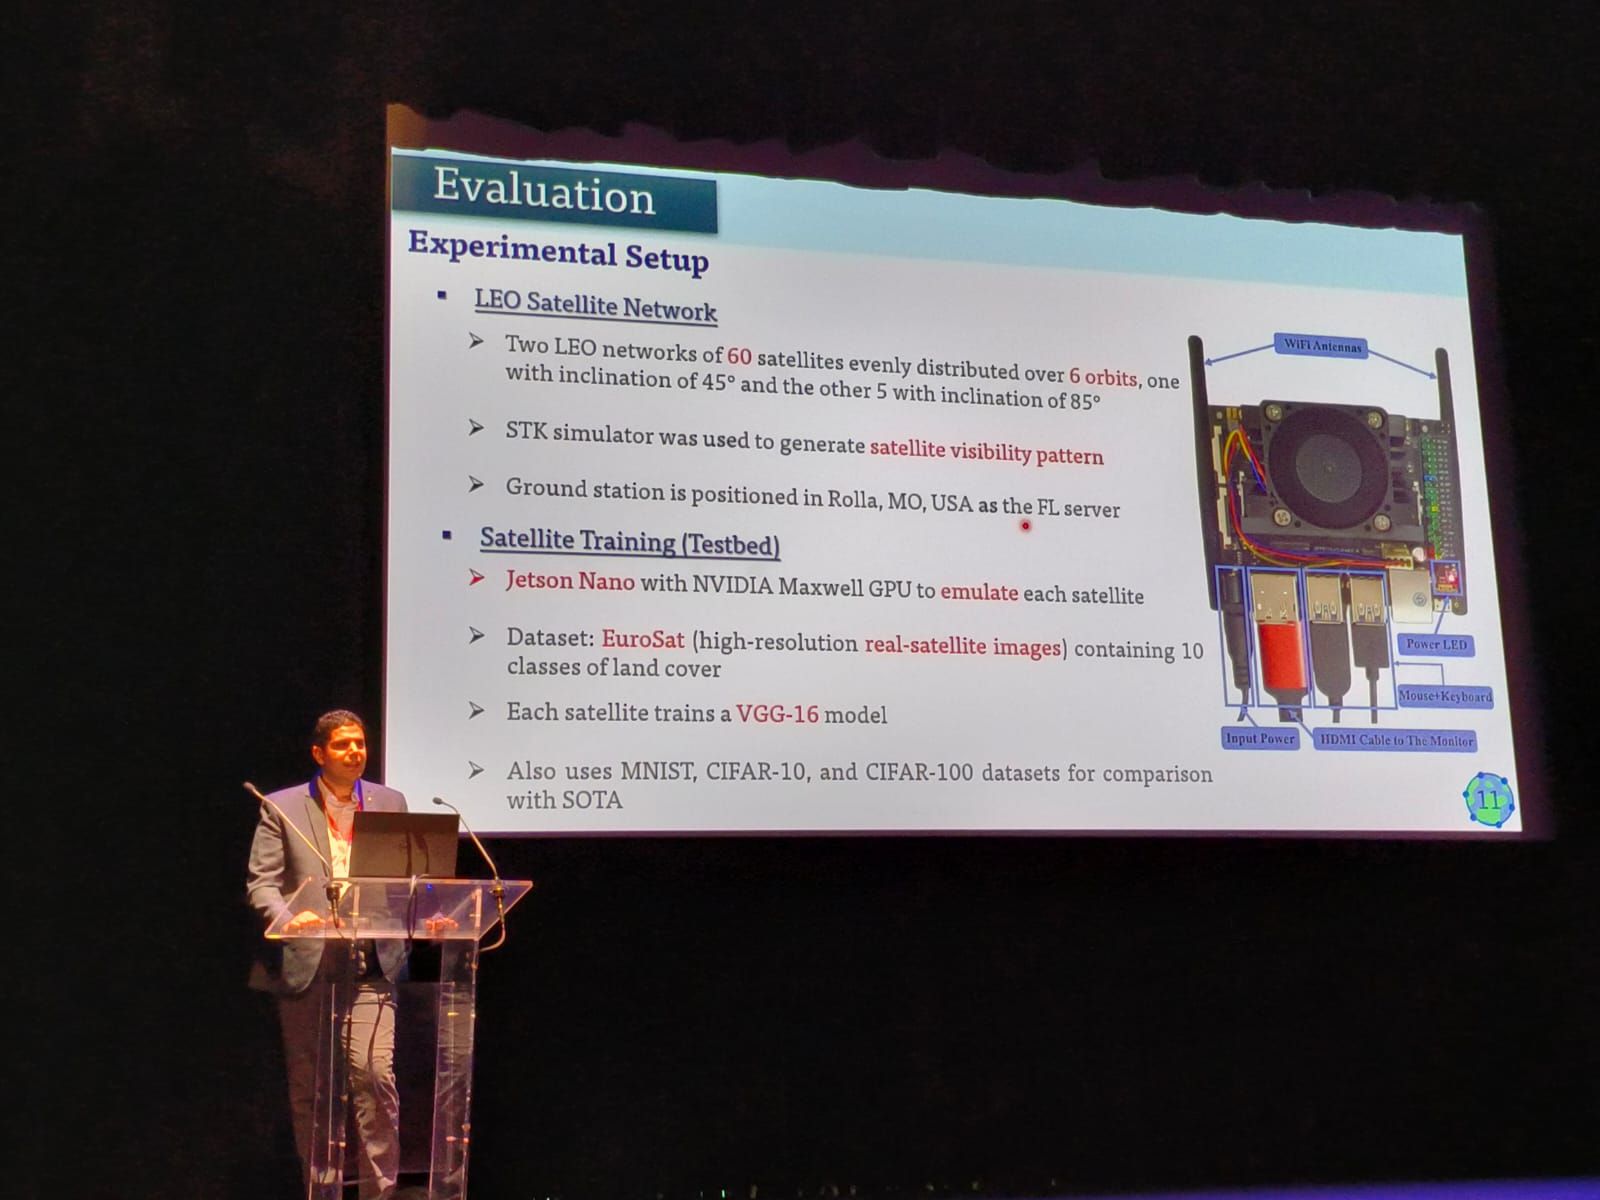 Evaluation
Experimental Setup
▪ LEO Satellite Network
➢ Two LEO networks of 60 satellites evenly distributed over 6 orbits, one
with inclination of 45° and the other 5 with inclination of 85°
➢ STK simulator was used to generate satellite visibility pattern
➢ Ground station is positioned in Rolla, MO, USA as the FL server
▪ Satellite Training (Testbed)
➢ Jetson Nano with NVIDIA Maxwell GPU to emulate each satellite
➢ Dataset: EuroSat (high-resolution real-satellite images) containing 10
classes of land cover
➢ Each satellite trains a VGG-16 model
➢ Also uses MNIST, CIFAR-10, and CIFAR-100 datasets for comparison
with SOTA
WiFi Antennas
Power LED
Mouse+Keyboard
Input Power
HDMI Cable to The Monitor
11